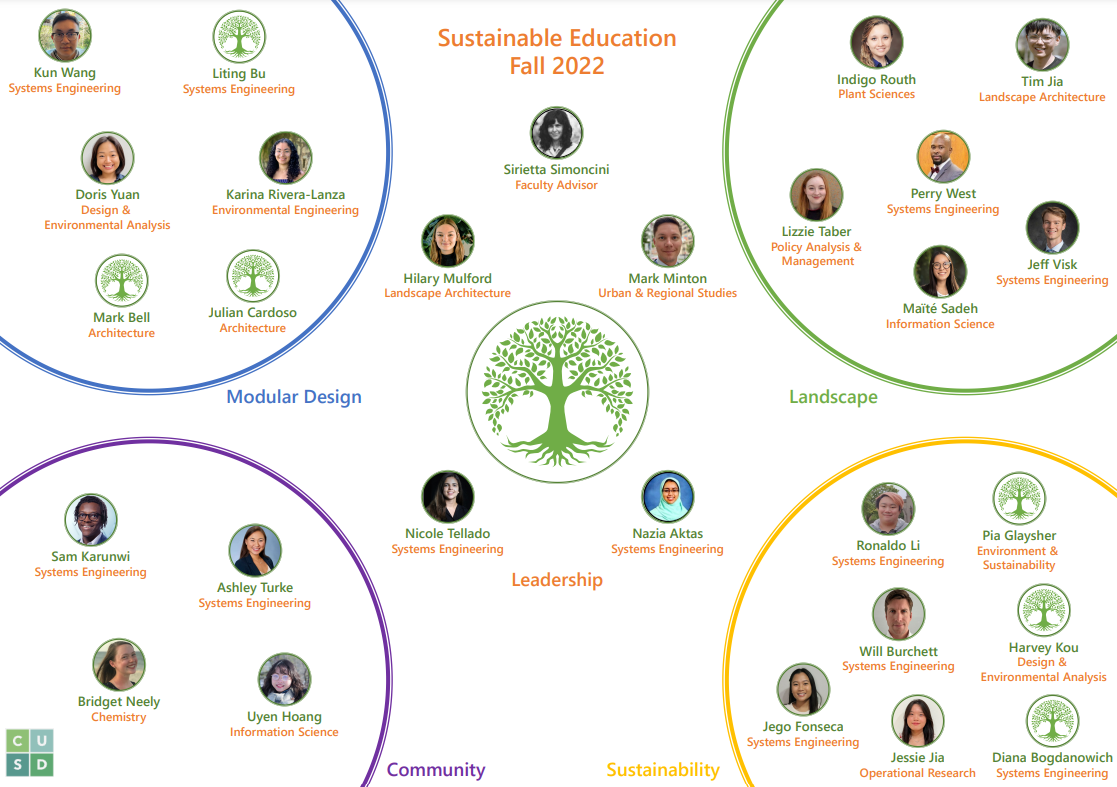 Sustainable Education
Fall 2022
Sirietta Simoncini
Faculty Advisor
Hilary Mulford
Landscape Architecture
Mark Minton
Urban & Regional Studies
Nicole Tellado
Systems Engineering
Nazia Aktas
Systems Engineering
Leadership
Kun Wang
Systems Engineering
Liting Bu
Systems Engineering
Doris Yuan
Design &
Environmental Analysis
Karina Rivera-Lanza
Environmental Engineering
Mark Bell
Architecture
Julian Cardoso
Architecture
Modular Design
Indigo Routh
Plant Sciences
Tim Jia
Landscape Architecture
Perry West
Systems Engineering
Lizzie Taber
Policy Analysis &
Management
Jeff Visk
Systems Engineering
Maïté Sadeh
Information Science
Landscape
Sam Karunwi
Systems Engineering
Ashley Turke
Systems Engineering
Bridget Neely
Chemistry
Uyen Hoang
Information Science
Community
Ronaldo Li
Systems Engineering
Pia Glaysher
Environment &
Sustainability
Will Burchett
Systems Engineering
Harvey Kou
Design &
Environmental Analysis
Jego Fonseca
Systems Engineering
Jessie Jia
Operational Research
Diana Bogdanowich
Systems Engineering
Sustainability
C U
S D